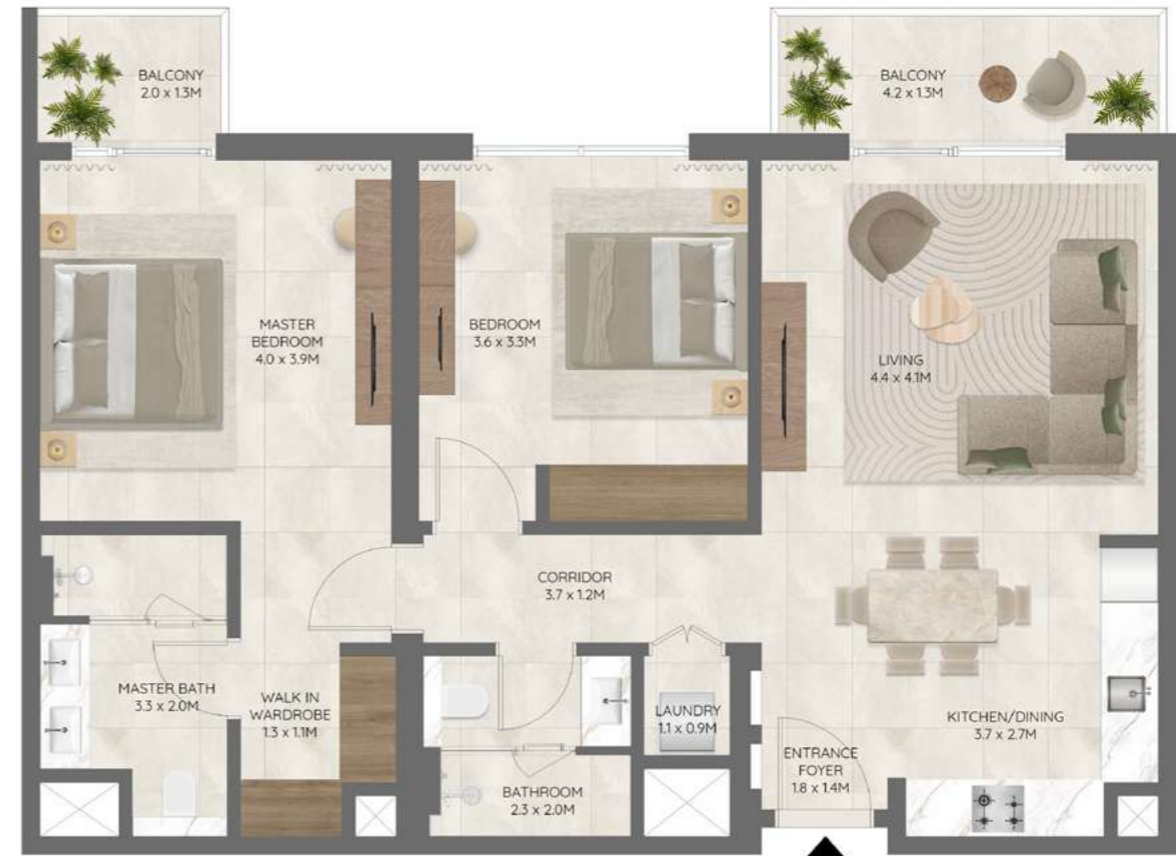 BALCONY
2.0 x 1.3M
BALCONY
4.2 x 1.3M
MASTER
BEDROOM
4.0 x 3.9M
BEDROOM
3.6 x 3.3M
LIVING
4.4 x 4.1M
CORRIDOR
3.7 x 1.2M
MASTER BATH
3.3 x 2.0M
WALK IN
WARDROBE
1.3 x 1.1M
LAUNDRY
1.1 x 0.9M
KITCHEN/DINING
3.7 x 2.7M
ENTRANCE
FOYER
1.8 x 1.4M
BATHROOM
2.3 x 2.0M